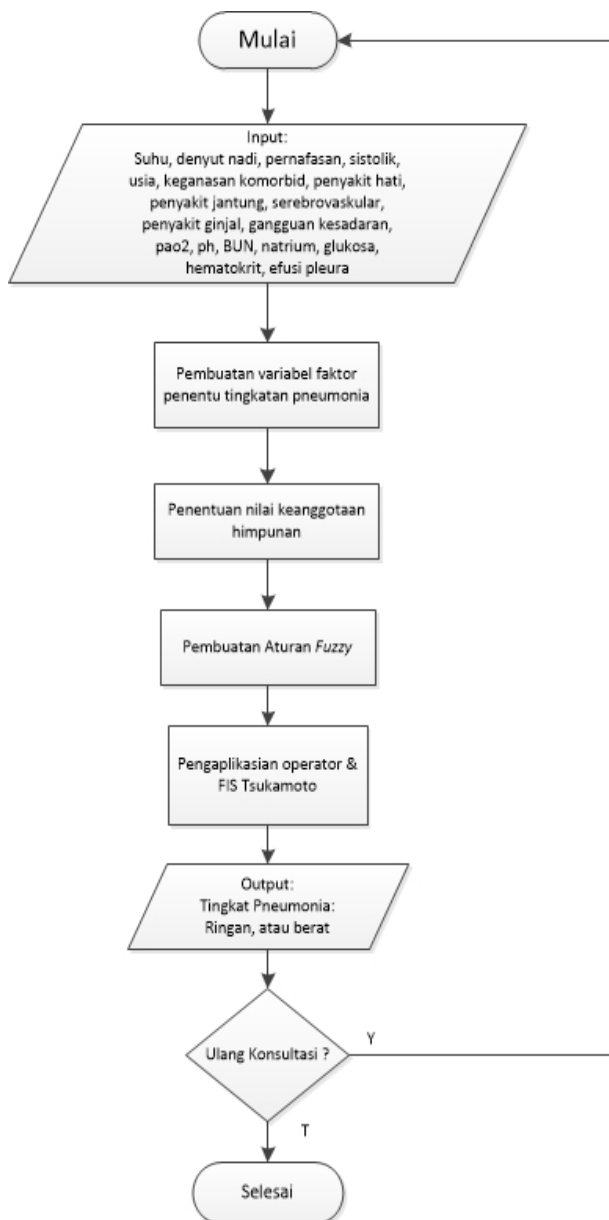 Mulai
Input:
Suhu, denyut nadi, pernafasan, sistolik,
usia, keganasan komorbid, penyakit hati,
penyakit jantung, serebrovaskular,
penyakit ginjal, gangguan kesadaran,
pao2, ph, BUN, natrium, glukosa,
hematokrit, efusi pleura
Pembuatan variabel faktor
penentu tingkatan pneumonia
Penentuan nilai keanggotaan
himpunan
Pembuatan Aturan Fuzzy
Pengaplikasian operator &
FIS Tsukamoto
Output:
Tingkat Pneumonia:
Ringan, atau berat
Ulang Konsultasi ?
Y
T
Selesai